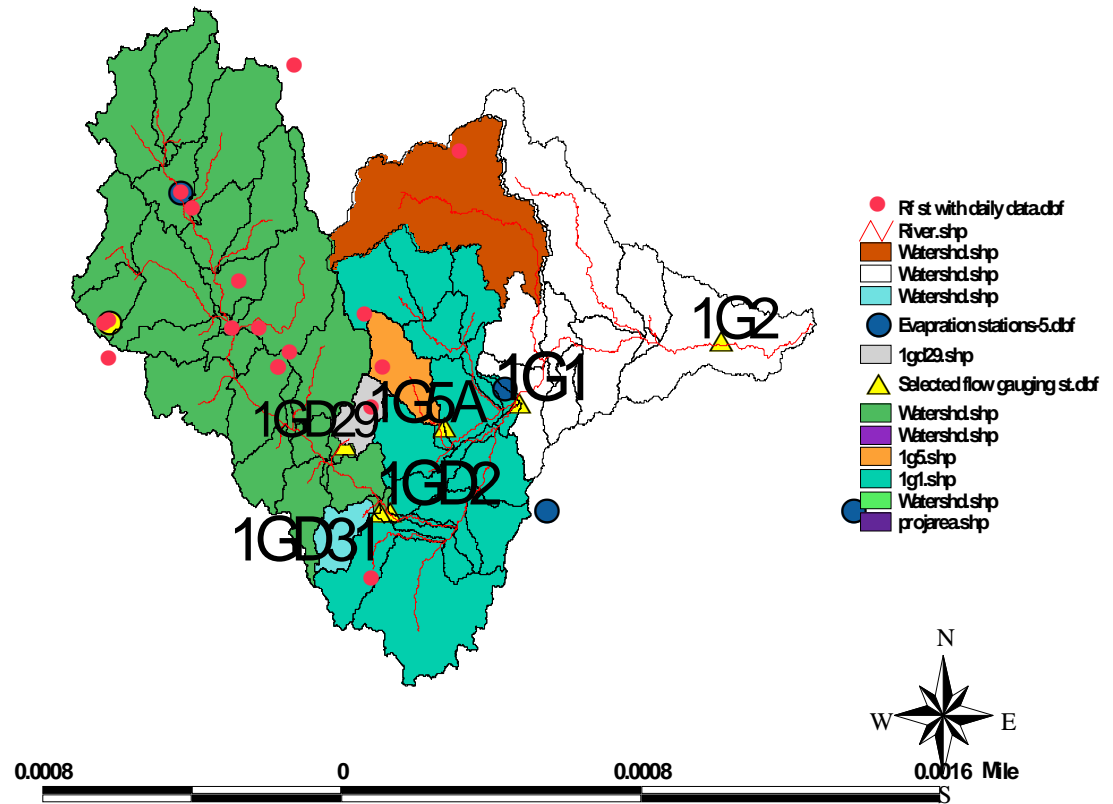 Rf st with daily data.dbf
River.shp
Watershd.shp
Watershd.shp
Watershd.shp
Evapration stations-5.dbf
1gd29.shp
Selected flow gauging st.dbf
Watershd.shp
Watershd.shp
1g5.shp
1g1.shp
Watershd.shp
projarea.shp
1G2
1G1
1G5A
1GD29
1GD2
1GD31
N
W E
S
0.0008 0 0.0008 0.0016 Mile